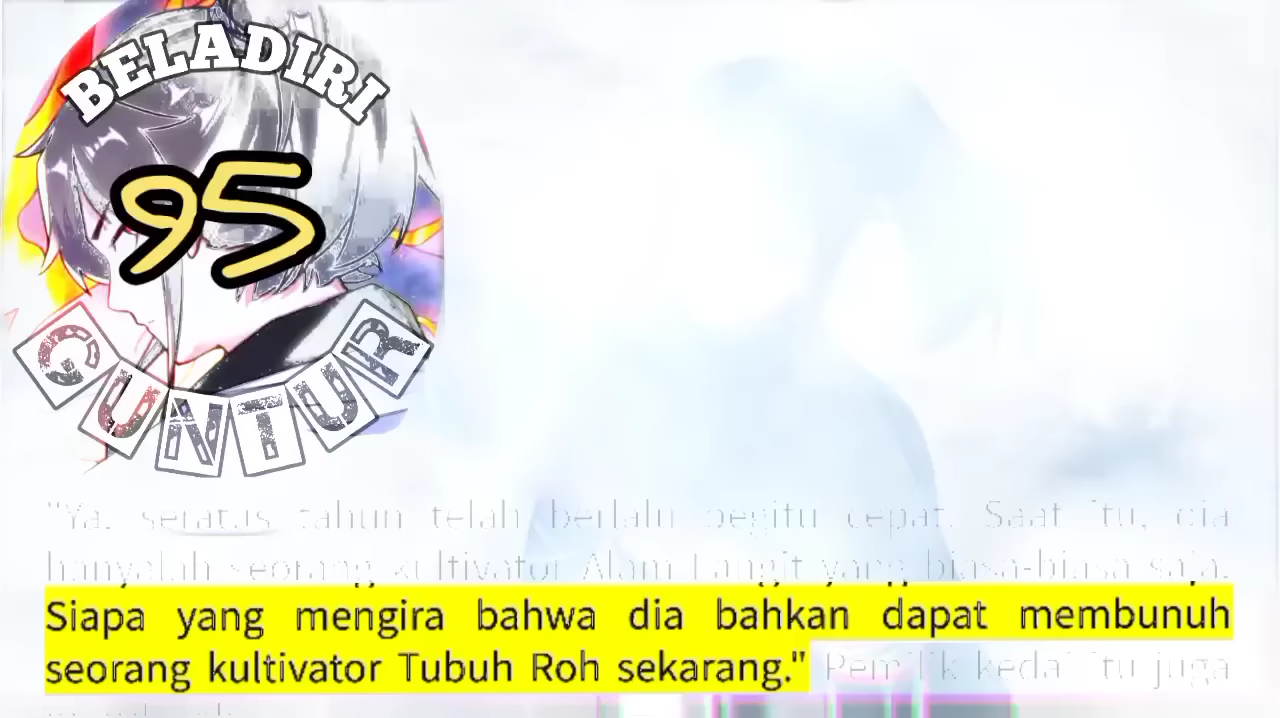 BELADIRI
95
GUNTUR
"Ya, seratus tahun telah berlalu begitu cepat. Saat itu, dia
hanyalah seorang kultivator Alam Langit yang biasa-biasa saja.
Siapa yang mengira bahwa dia bahkan dapat membunuh
seorang kultivator Tubuh Roh sekarang." Pemilik kedai itu juga